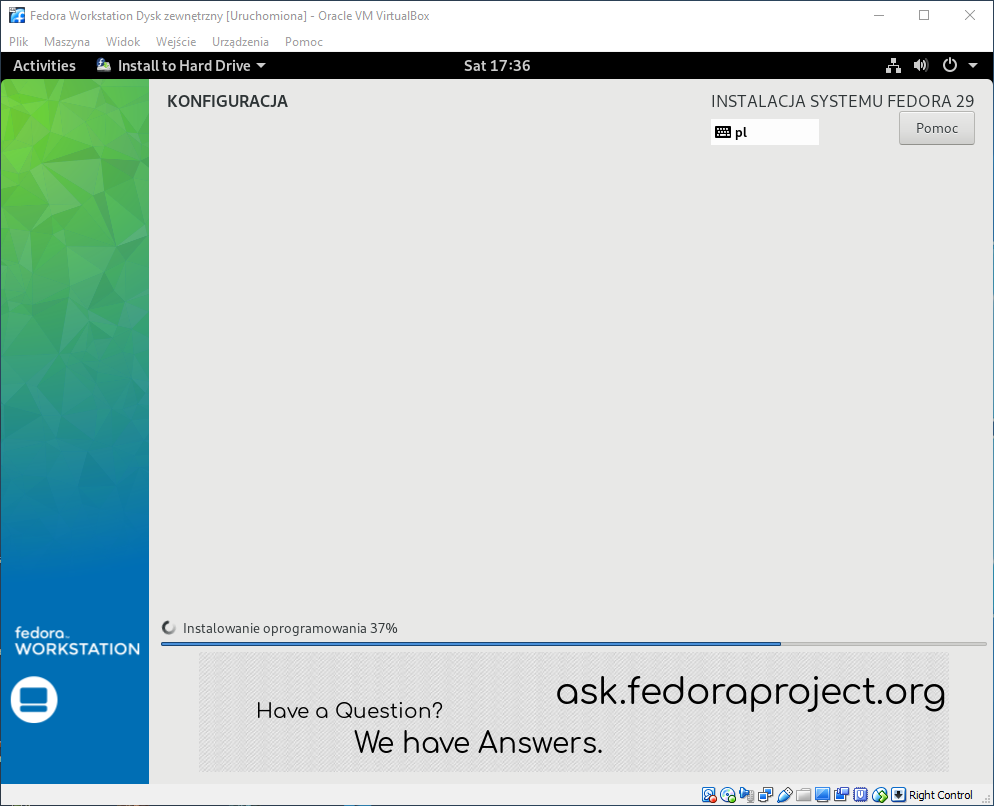 Fedora Workstation Dysk zewnętrzny [Uruchomiona] - Oracle VM VirtualBox
Plik Maszyna Widok Wejście Urządzenia Pomoc
Activities Install to Hard Drive Sat 17:36
KONFIGURACJA INSTALACJA SYSTEMU FEDORA 29
pl Pomoc
fedora
WORKSTATION
Instalowanie oprogramowania 37%
ask.fedoraproject.org
Have a Question?
We have Answers.
Right Control